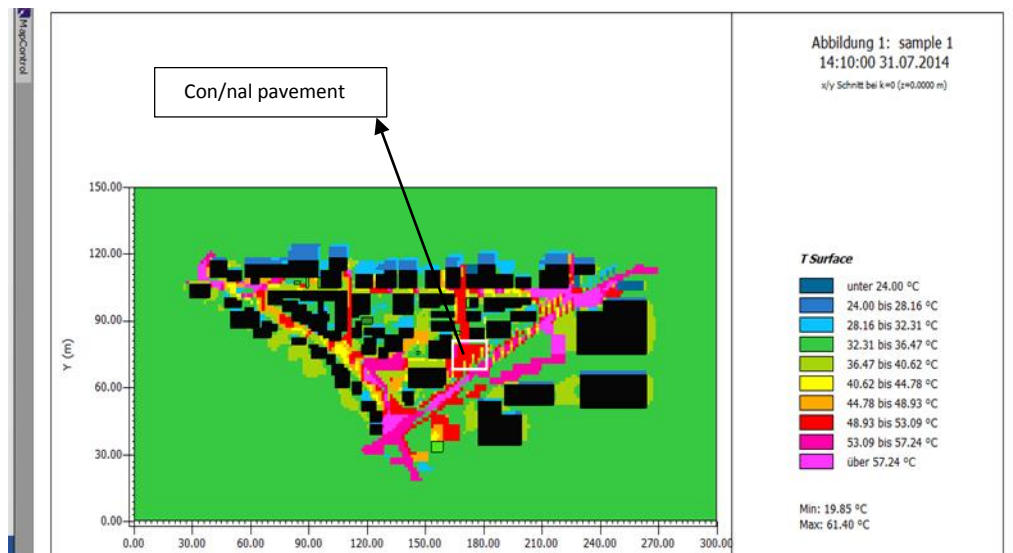 MapControl
Abbildung 1: sample 1
14:10:00 31.07.2014
x/y Schnitt bei k=0 (z=0.0000 m)
Con/nal pavement
150.00
120.00
90.00
60.00
30.00
0.00
Y (m)
0.00 30.00 60.00 90.00 120.00 150.00 180.00 210.00 240.00 270.00 300.00
T Surface
unter 24.00 °C
24.00 bis 28.16 °C
28.16 bis 32.31 °C
32.31 bis 36.47 °C
36.47 bis 40.62 °C
40.62 bis 44.78 °C
44.78 bis 48.93 °C
48.93 bis 53.09 °C
53.09 bis 57.24 °C
über 57.24 °C
Min: 19.85 °C
Max: 61.40 °C